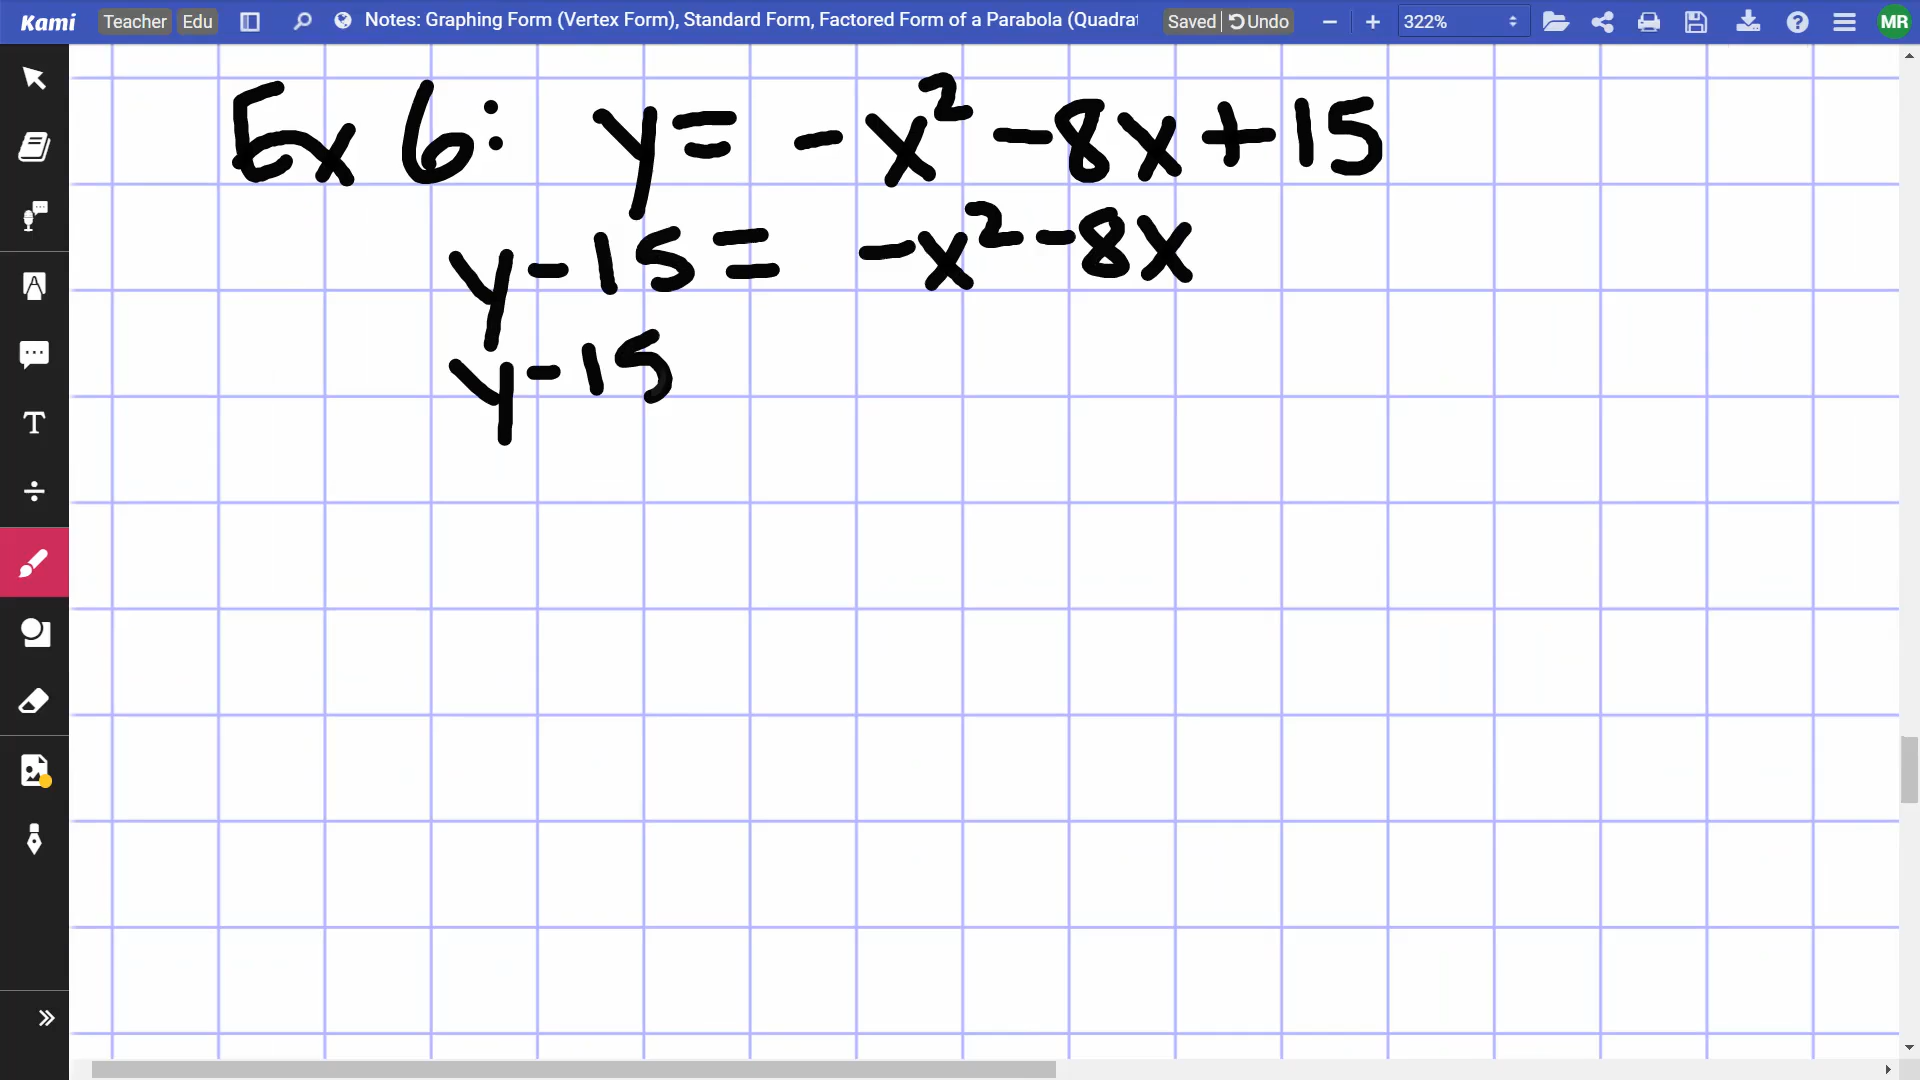 Kami Teacher Edu Notes: Graphing Form (Vertex Form), Standard Form, Factored Form of a Parabola (Quadrat Saved Undo 322% MR
Ex 6: y = -x² - 8x + 15
y - 15 = -x² - 8x
y - 15